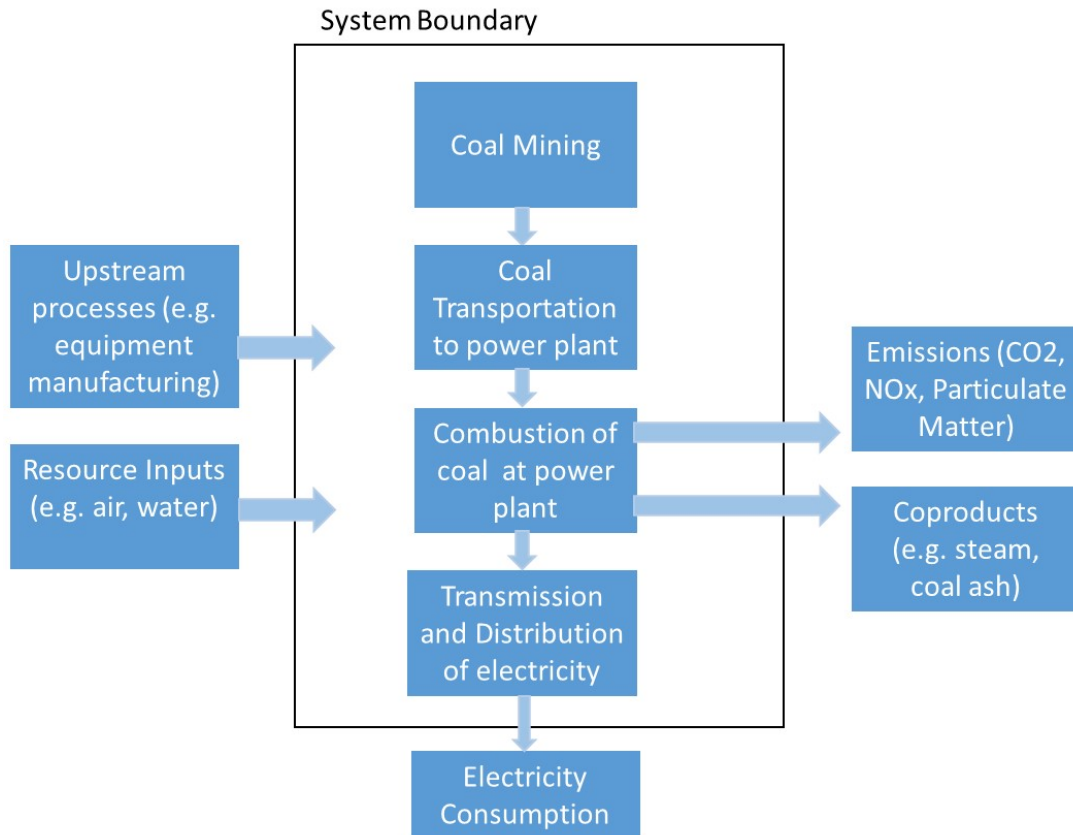 System Boundary
Coal Mining
Upstream
processes (e.g.
equipment
manufacturing)
Coal
Transportation
to power plant
Resource Inputs
(e.g. air, water)
Combustion of
coal at power
plant
Emissions (CO2,
NOx, Particulate
Matter)
Coproducts
(e.g. steam,
coal ash)
Transmission
and Distribution
of electricity
Electricity
Consumption